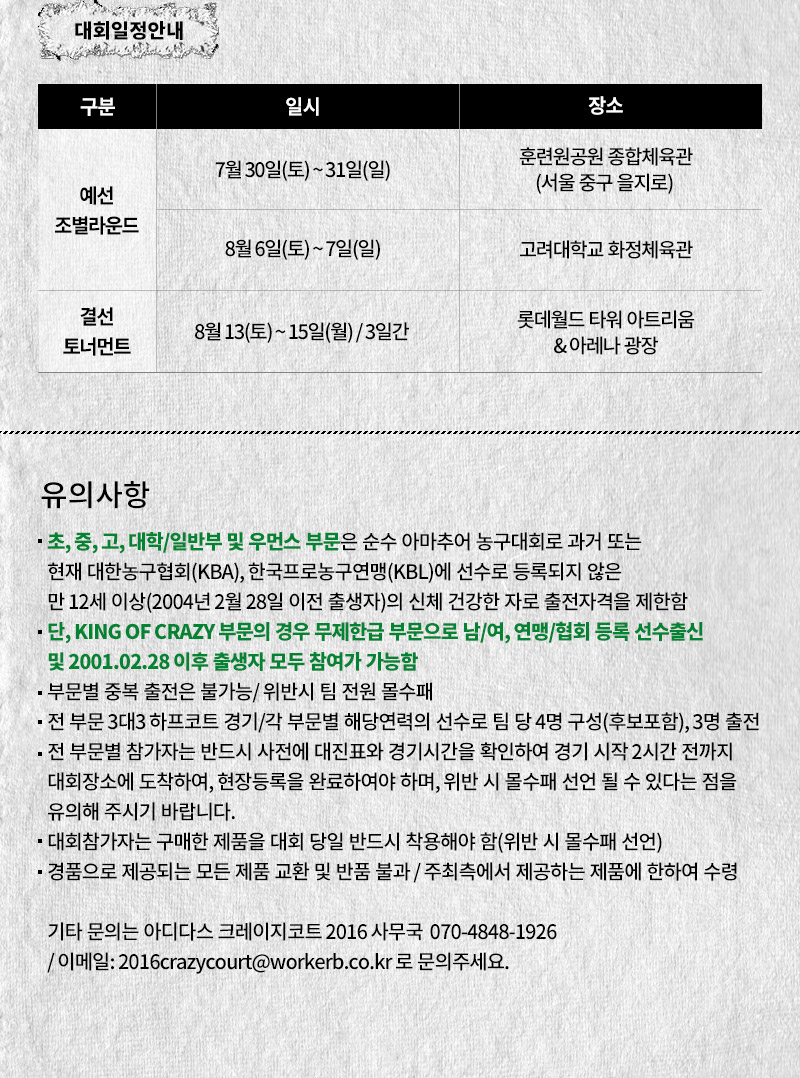 대회일정안내
구분 일시 장소
예선
조별라운드
7월 30일(토) ~ 31일(일)
훈련원공원 종합체육관
(서울 중구 을지로)
8월 6일(토) ~ 7일(일)
고려대학교 화정체육관
결선
토너먼트
8월 13(토) ~ 15일(월) / 3일간
롯데월드 타워 아트리움
& 아레나 광장
유의사항
초, 중, 고, 대학/일반부 및 우먼스 부문은 순수 아마추어 농구대회로 과거 또는
현재 대한농구협회(KBA), 한국프로농구연맹(KBL)에 선수로 등록되지 않은
만 12세 이상(2004년 2월 28일 이전 출생자)의 신체 건강한 자로 출전자격을 제한함
단, KING OF CRAZY 부문의 경우 무제한급 부문으로 남/여, 연맹/협회 등록 선수출신
및 2001.02.28 이후 출생자 모두 참여가 가능함
부문별 중복 출전은 불가능/ 위반시 팀 전원 몰수패
전 부문 3대3 하프코트 경기/각 부문별 해당연력의 선수로 팀 당 4명 구성(후보포함), 3명 출전
전 부문별 참가자는 반드시 사전에 대진표와 경기시간을 확인하여 경기 시작 2시간 전까지
대회장소에 도착하여, 현장등록을 완료하여야 하며, 위반 시 몰수패 선언 될 수 있다는 점을
유의해 주시기 바랍니다.
대회참가자는 구매한 제품을 대회 당일 반드시 착용해야 함(위반 시 몰수패 선언)
경품으로 제공되는 모든 제품 교환 및 반품 불과 / 주최측에서 제공하는 제품에 한하여 수령
기타 문의는 아디다스 크레이지코트 2016 사무국 070-4848-1926
/ 이메일: 2016crazycourt@workerb.co.kr 로 문의주세요.